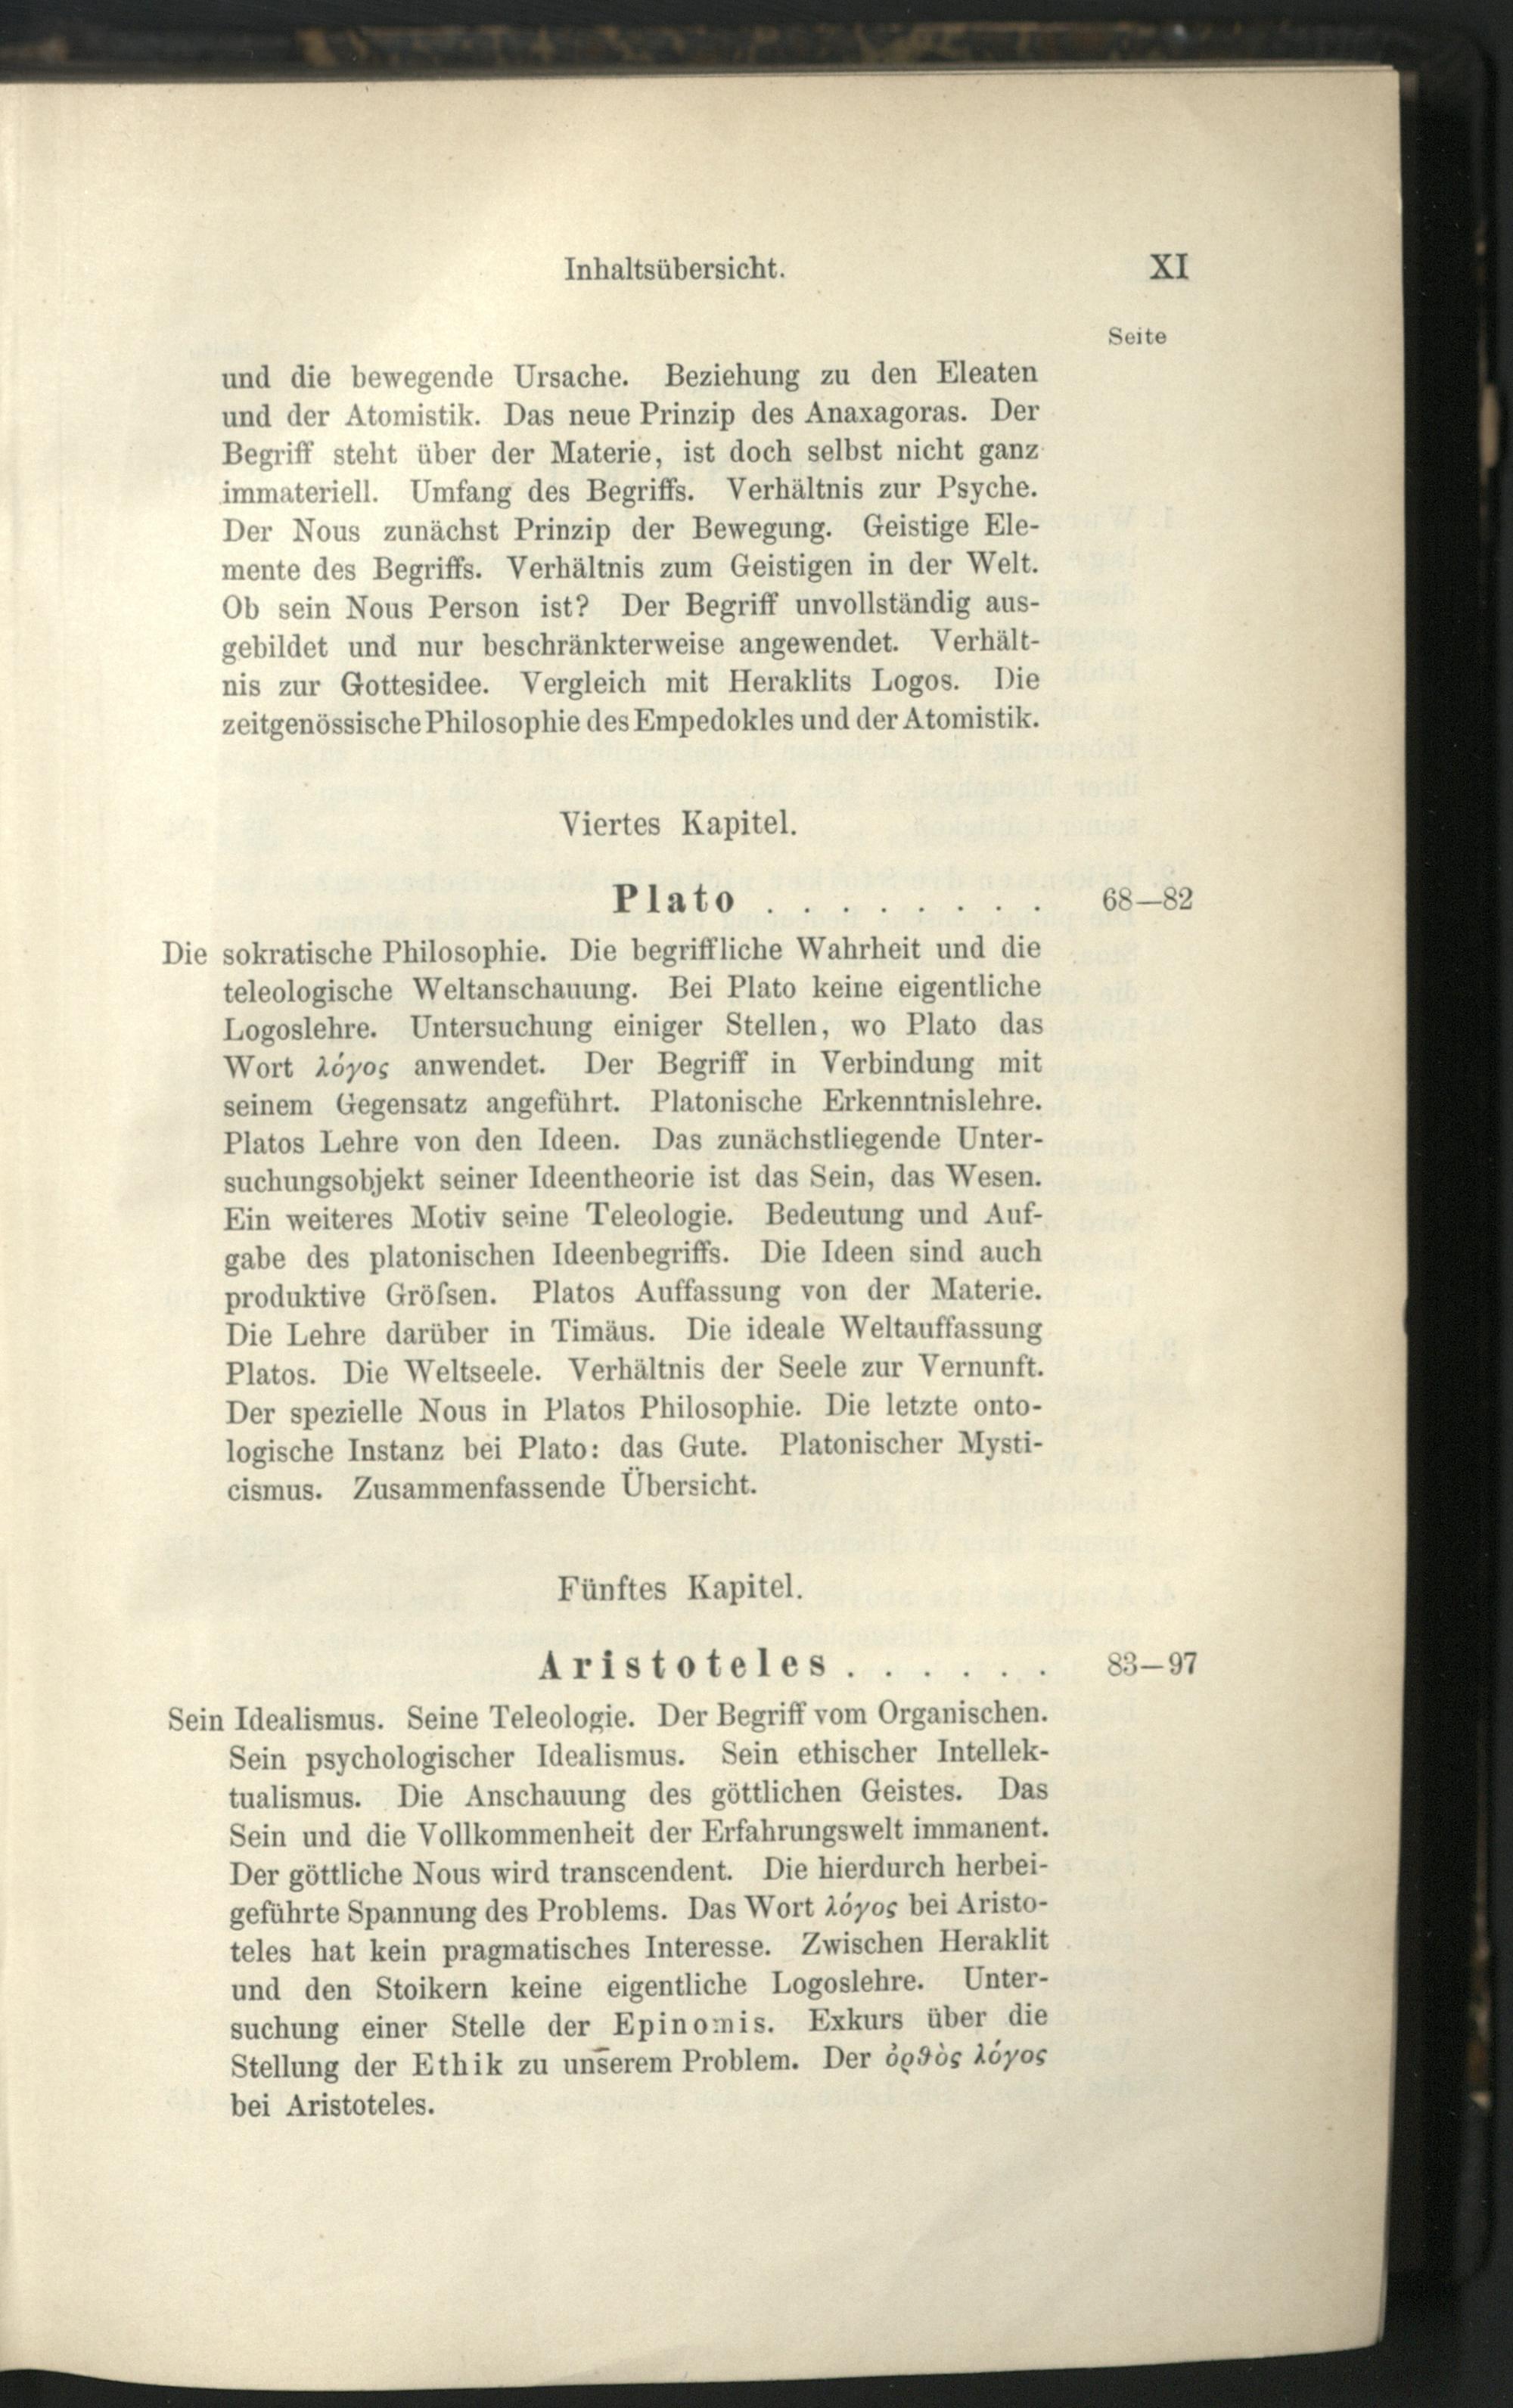 Inhaltsübersicht. XI
Seite
und die bewegende Ursache. Beziehung zu den Eleaten
und der Atomistik. Das neue Prinzip des Anaxagoras. Der
Begriff steht über der Materie, ist doch selbst nicht ganz
immateriell. Umfang des Begriffs. Verhältnis zur Psyche.
Der Nous zunächst Prinzip der Bewegung. Geistige Ele-
mente des Begriffs. Verhältnis zum Geistigen in der Welt.
Ob sein Nous Person ist? Der Begriff unvollständig aus-
gebildet und nur beschränkterweise angewendet. Verhält-
nis zur Gottesidee. Vergleich mit Heraklits Logos. Die
zeitgenössische Philosophie des Empedokles und der Atomistik.
Viertes Kapitel.
Plato . . . . . . . . 68—82
Die sokratische Philosophie. Die begriffliche Wahrheit und die
teleologische Weltanschauung. Bei Plato keine eigentliche
Logoslehre. Untersuchung einiger Stellen, wo Plato das
Wort λόγος anwendet. Der Begriff in Verbindung mit
seinem Gegensatz angeführt. Platonische Erkenntnislehre.
Platos Lehre von den Ideen. Das zunächstliegende Unter-
suchungsobjekt seiner Ideentheorie ist das Sein, das Wesen.
Ein weiteres Motiv seine Teleologie. Bedeutung und Auf-
gabe des platonischen Ideenbegriffs. Die Ideen sind auch
produktive Gröſsen. Platos Auffassung von der Materie.
Die Lehre darüber in Timäus. Die ideale Weltauffassung
Platos. Die Weltseele. Verhältnis der Seele zur Vernunft.
Der spezielle Nous in Platos Philosophie. Die letzte onto-
logische Instanz bei Plato: das Gute. Platonischer Mysti-
cismus. Zusammenfassende Übersicht.
Fünftes Kapitel.
Aristoteles . . . . . . 83—97
Sein Idealismus. Seine Teleologie. Der Begriff vom Organischen.
Sein psychologischer Idealismus. Sein ethischer Intellek-
tualismus. Die Anschauung des göttlichen Geistes. Das
Sein und die Vollkommenheit der Erfahrungswelt immanent.
Der göttliche Nous wird transcendent. Die hierdurch herbei-
geführte Spannung des Problems. Das Wort λόγος bei Aristo-
teles hat kein pragmatisches Interesse. Zwischen Heraklit
und den Stoikern keine eigentliche Logoslehre. Unter-
suchung einer Stelle der Epinomis. Exkurs über die
Stellung der Ethik zu unserem Problem. Der ὀρθὸς λόγος
bei Aristoteles.